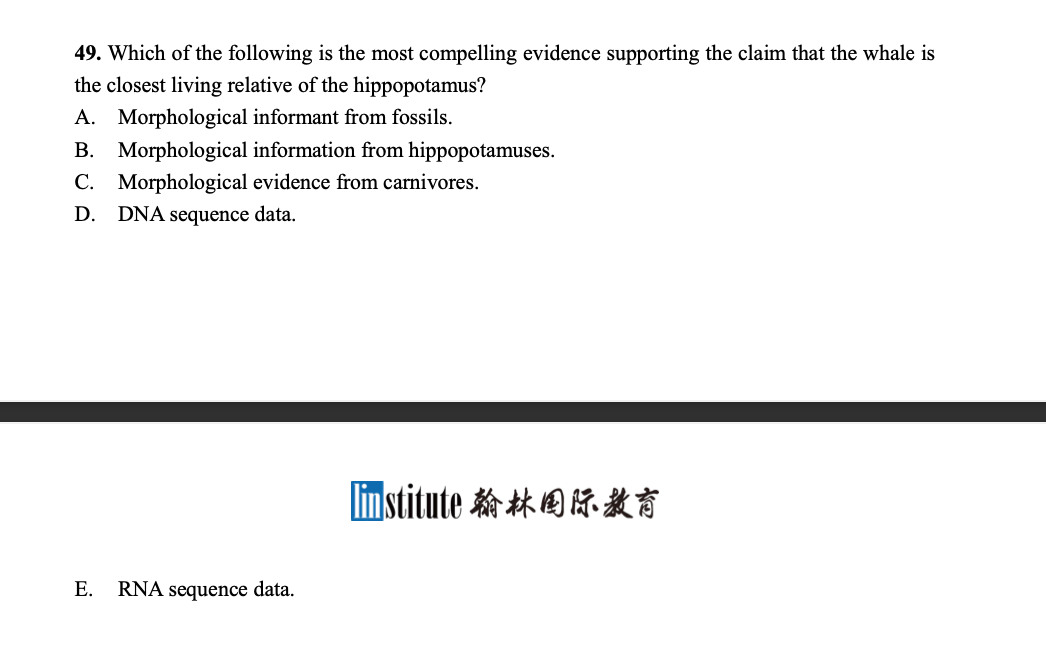 49. Which of the following is the most compelling evidence supporting the claim that the whale is
the closest living relative of the hippopotamus?
A. Morphological informant from fossils.
B. Morphological information from hippopotamuses.
C. Morphological evidence from carnivores.
D. DNA sequence data.
linstitute 翰林国际教育
E. RNA sequence data.